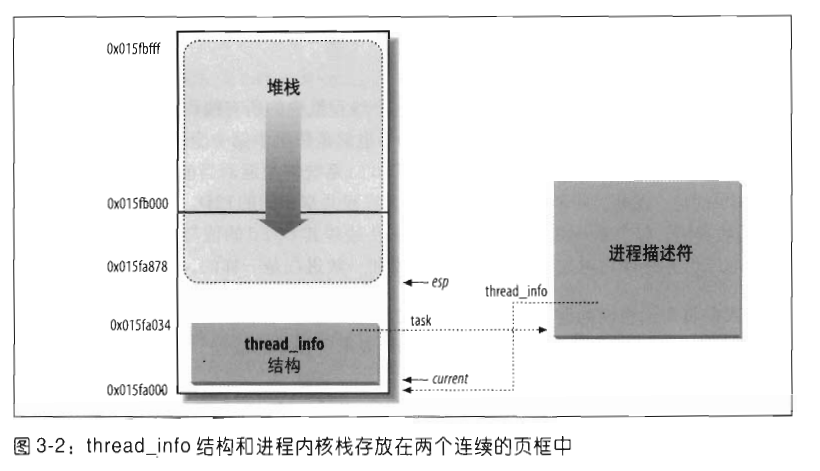 0x015fbfff
堆栈
0x015fb000
进程描述符
0x015fa878
esp
thread_info
0x015fa034
task
thread_info
结构
current
0x015fa000
图 3-2：thread_info 结构和进程内核栈存放在两个连续的页框中